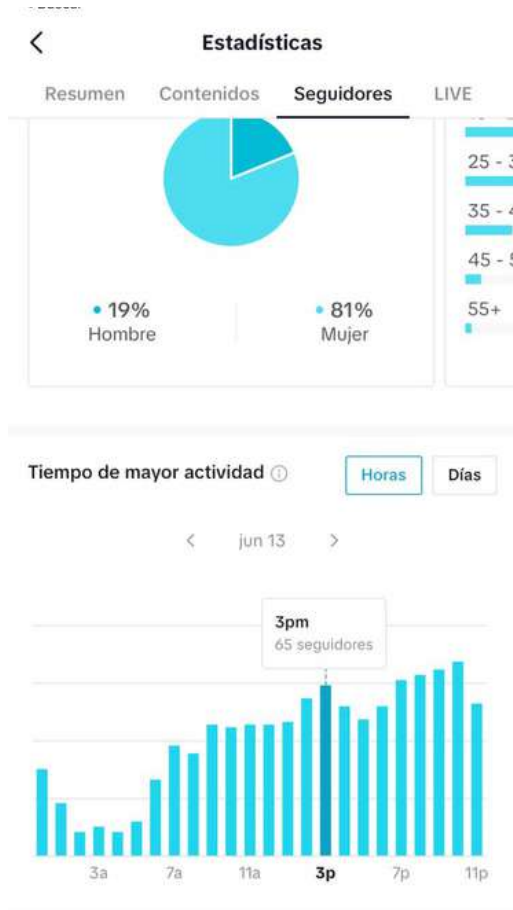 Estadísticas
Resumen Contenidos Seguidores LIVE
25 - 3
35 - 4
45 - 5
55+
19% 81%
Hombre Mujer
Tiempo de mayor actividad Horas Días
jun 13
3pm
65 seguidores
3a 7a 11a 3p 7p 11p